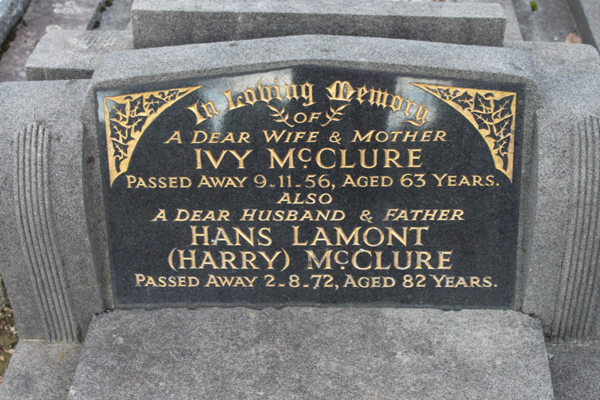 In Loving Memory
OF
A DEAR WIFE & MOTHER
IVY McCLURE
PASSED AWAY 9-11-56, AGED 63 YEARS.
ALSO
A DEAR HUSBAND & FATHER
HANS LAMONT
(HARRY) McCLURE
PASSED AWAY 2-8-72, AGED 82 YEARS.